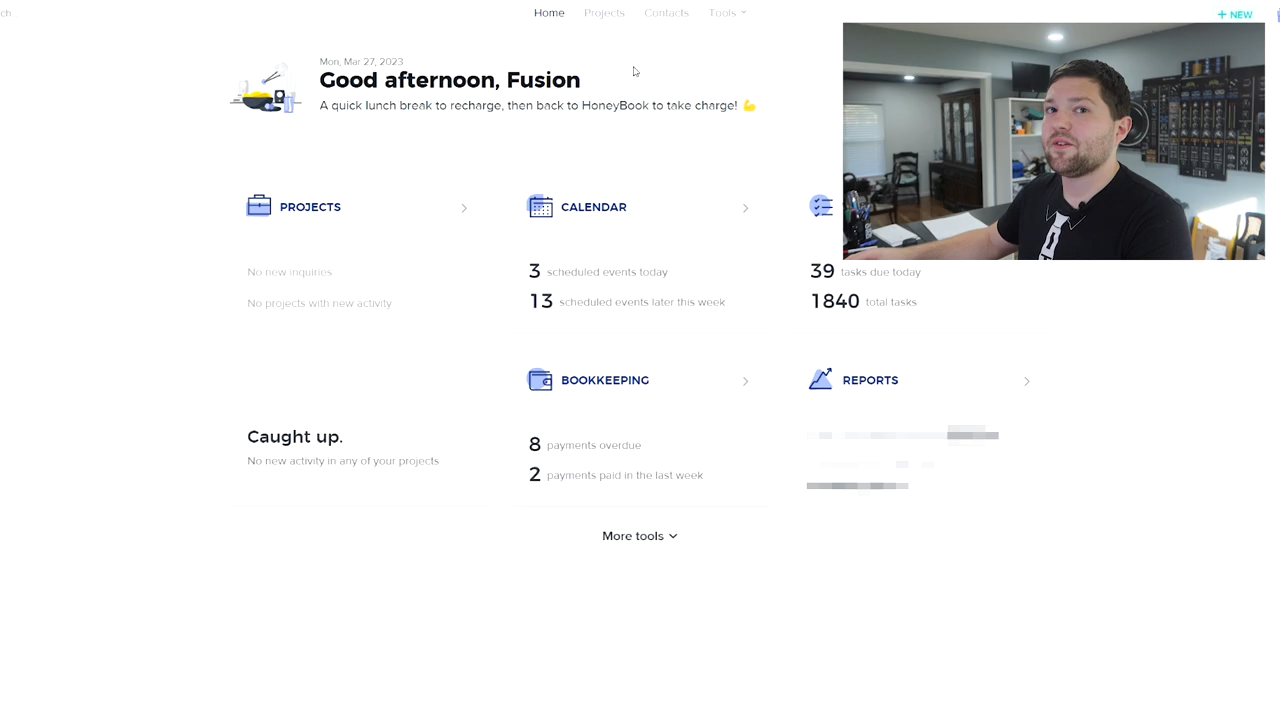 ch
Home
Projects
Contacts
Tools
+ NEW
Mon, Mar 27, 2023
Good afternoon, Fusion
A quick lunch break to recharge, then back to HoneyBook to take charge! 💪
PROJECTS
No new inquiries
No projects with new activity
Caught up.
No new activity in any of your projects
CALENDAR
3 scheduled events today
13 scheduled events later this week
39 tasks due today
1840 total tasks
BOOKKEEPING
8 payments overdue
2 payments paid in the last week
REPORTS
More tools